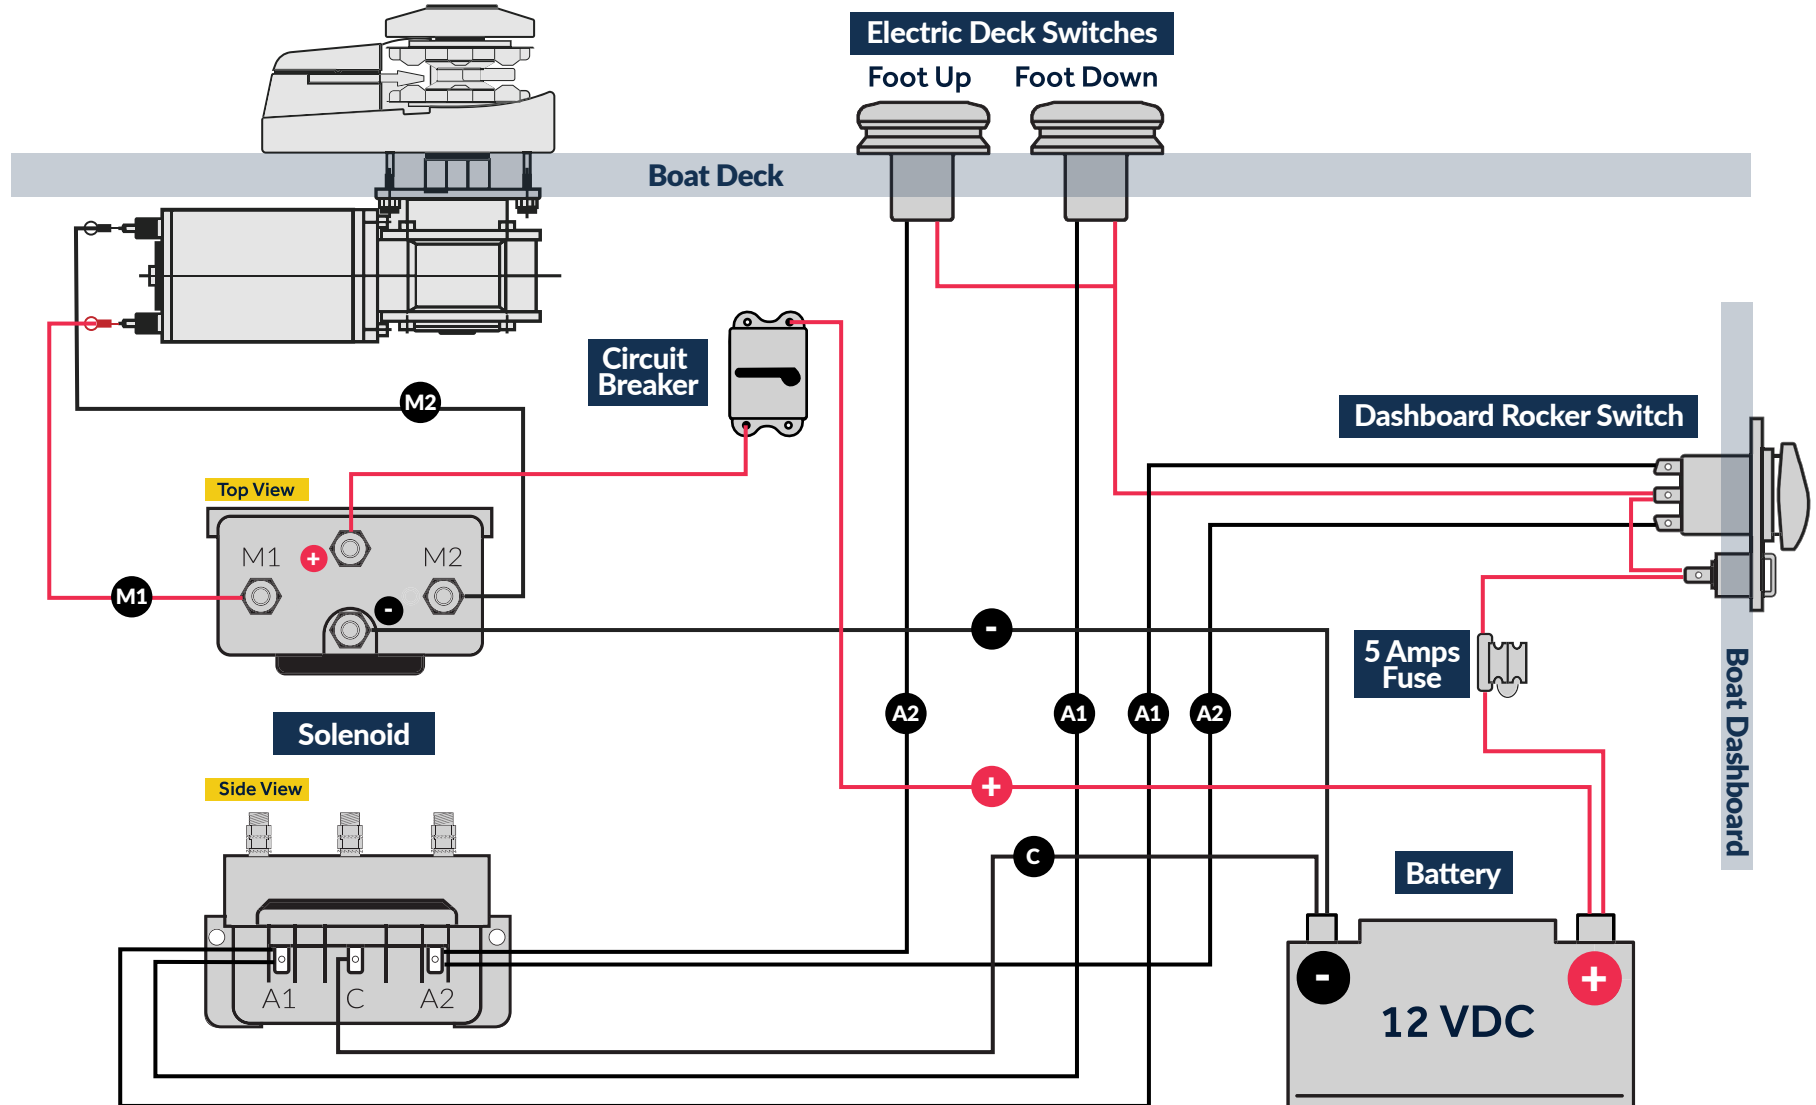 Electric Deck Switches
Foot Up
Foot Down
Boat Deck
Circuit
Breaker
M2
Dashboard Rocker Switch
Top View
M1
+
M2
M1
-
-
5 Amps
Fuse
Boat Dashboard
A2
A1
A1
A2
Solenoid
Side View
+
C
Battery
A1
C
A2
-
+
12 VDC